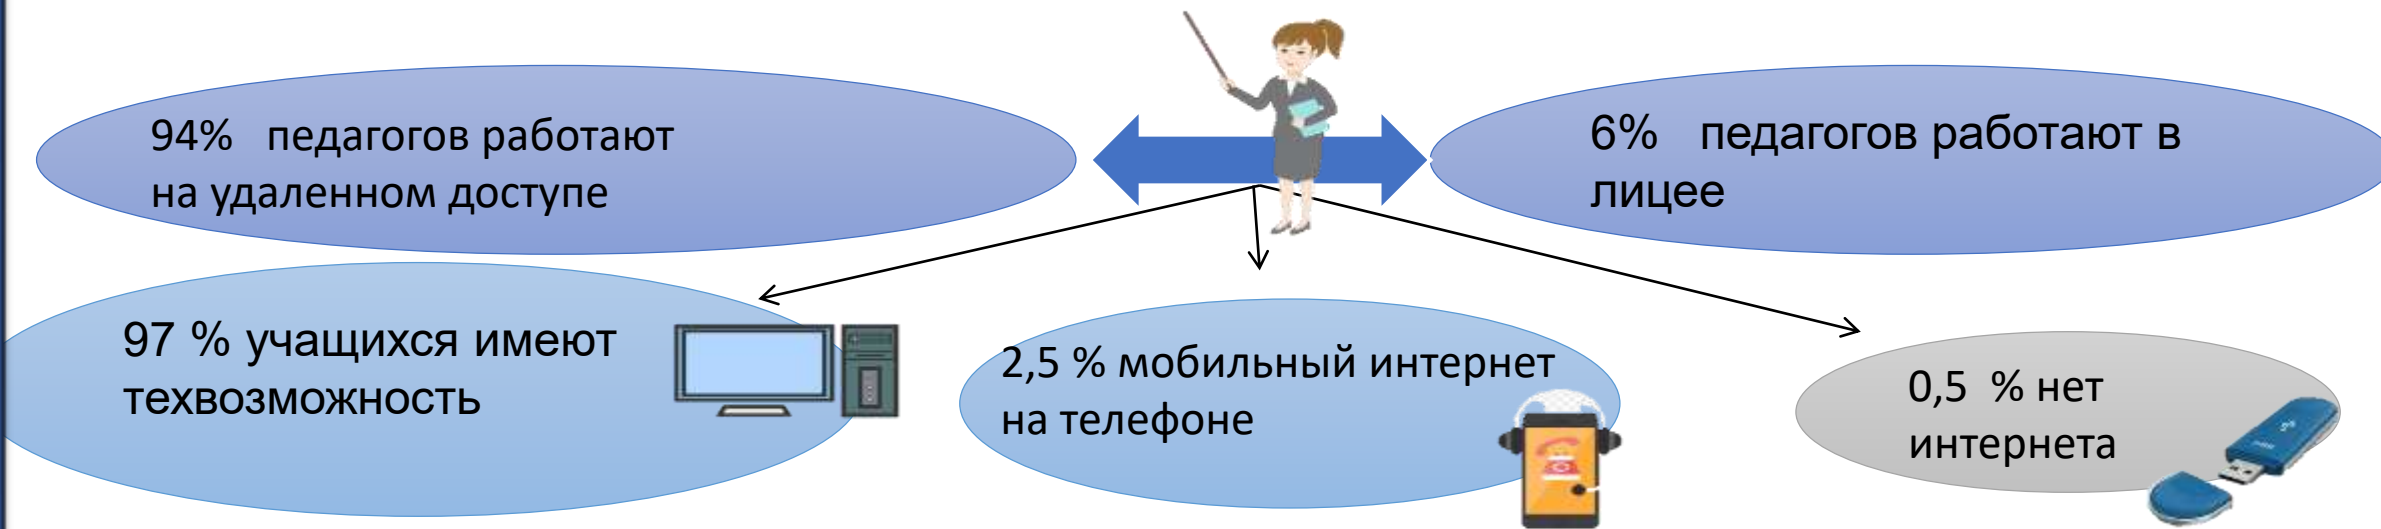 94% педагогов работают
на удаленном доступе
6% педагогов работают в
лицее
97 % учащихся имеют
техвозможность
2,5 % мобильный интернет
на телефоне
0,5 % нет
интернета